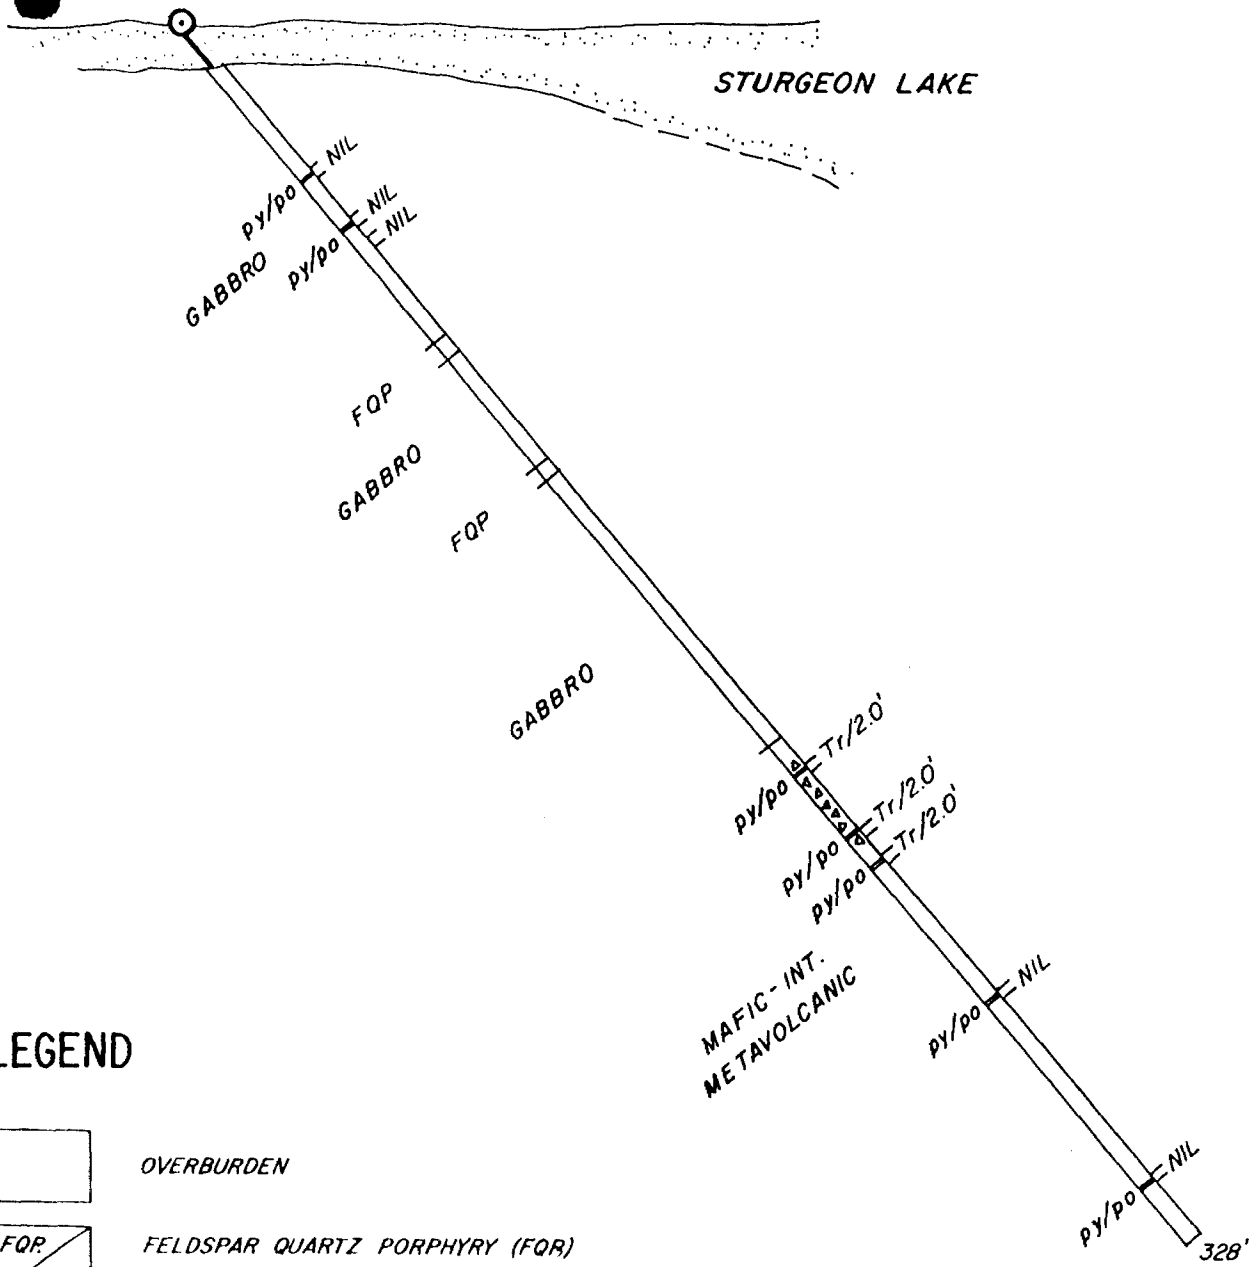 STURGEON LAKE
NIL
py/po
NIL
NIL
py/po
GABBRO
FQP
GABBRO
FQP
GABBRO
Tr/2.0'
py/po
Tr/2.0'
Tr/2.0'
py/po
py/po
MAFIC-INT.
METAVOLCANIC
NIL
py/po
NIL
py/po
328'
LEGEND
OVERBURDEN
FQP.
FELDSPAR QUARTZ PORPHYRY (FQR)